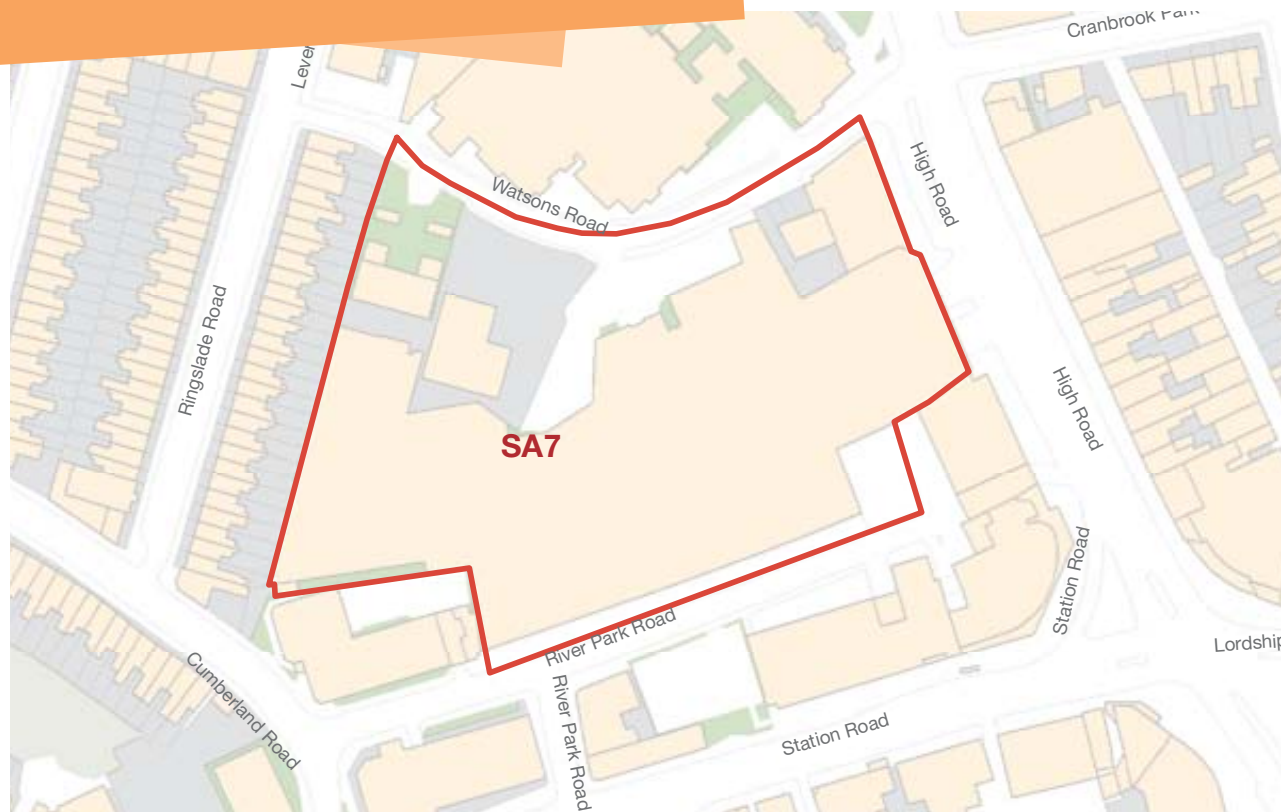 Cranbrook Park
Lever
High Road
Watsons Road
Ringslade Road
High Road
SA7
Station Road
River Park Road
Lordship
Cumberland Road
River Park Road
Station Road